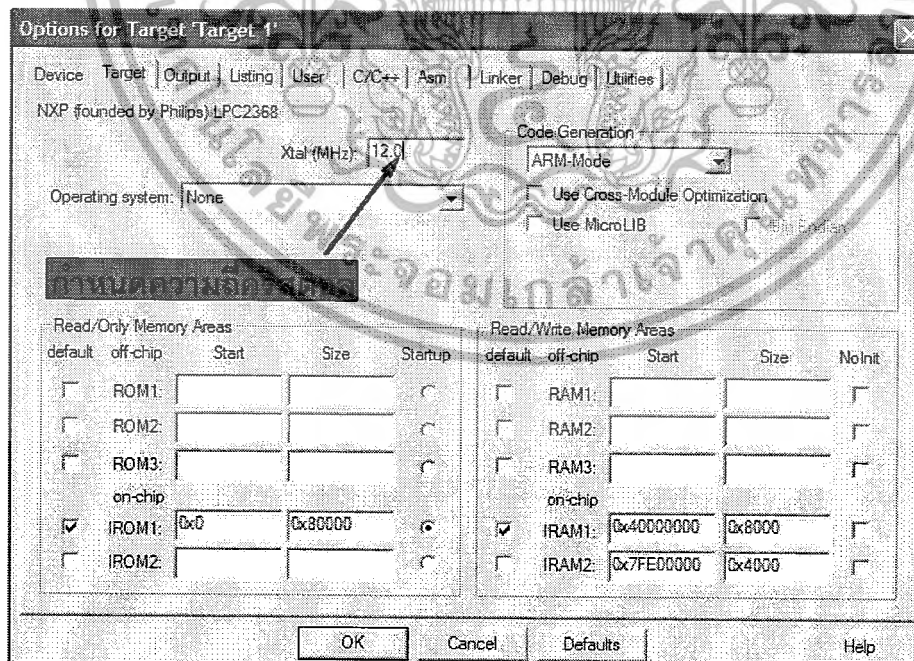 Options for Target 'Target 1'
Device Target Output Listing User C/C++ Asm Linker Debug Utilities
NXP (founded by Philips) LPC2368
Xtal (MHz): 12.0
Operating system: None
Code Generation
ARM-Mode
Use Cross-Module Optimization
Use MicroLIB Big Endian
กำหนดความถี่คริสตัล
Read/Only Memory Areas
default off-chip Start Size Startup
ROM1:
ROM2:
ROM3:
on-chip
IROM1: 0x0 0x80000
IROM2:
Read/Write Memory Areas
default off-chip Start Size NoInit
RAM1:
RAM2:
RAM3:
on-chip
IRAM1: 0x40000000 0x8000
IRAM2: 0x7FE00000 0x4000
OK Cancel Defaults Help